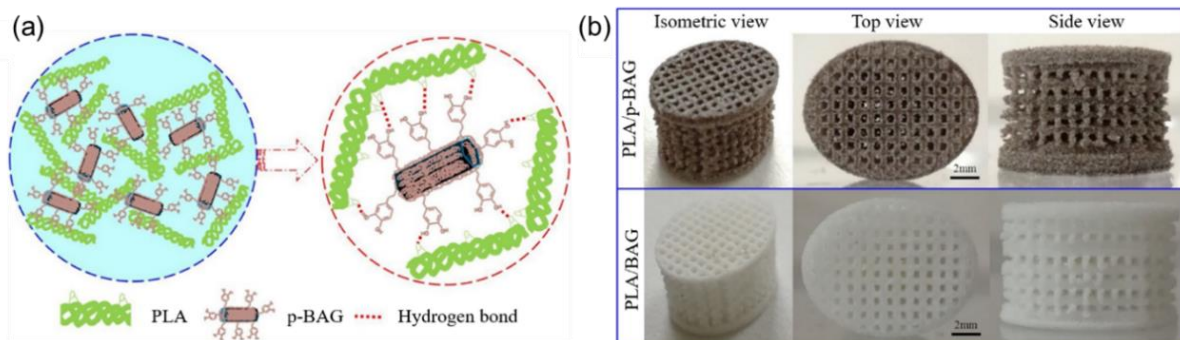 (a)
PLA
p-BAG
Hydrogen bond
(b)
Isometric view
Top view
Side view
PLA/p-BAG
2mm
PLA/BAG
2mm